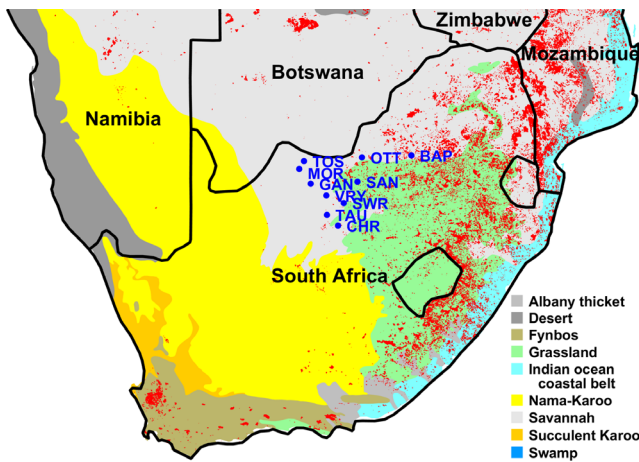 Zimbabwe
Mozambique
Botswana
Namibia
TOS
OTT
BAP
MOR
GAN
SAN
VRY
SWR
TAU
CHR
South Africa
Albany thicket
Desert
Fynbos
Grassland
Indian ocean
coastal belt
Nama-Karoo
Savannah
Succulent Karoo
Swamp